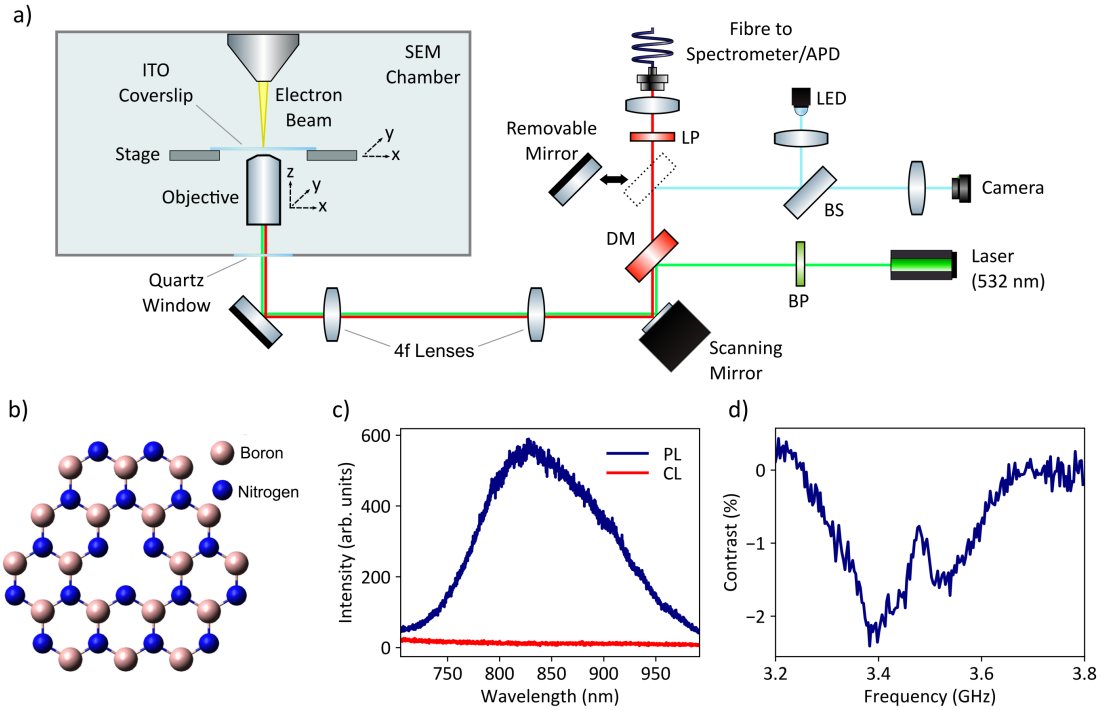 a)
SEM
Chamber
ITO
Coverslip
Electron
Beam
Stage
y
x
Objective
z
y
x
Quartz
Window
4f Lenses
Fibre to
Spectrometer/APD
LED
Removable
Mirror
LP
BS
Camera
DM
BP
Laser
(532 nm)
Scanning
Mirror
b)
Boron
Nitrogen
c)
Intensity (arb. units)
600
400
200
0
PL
CL
750
800
850
900
950
Wavelength (nm)
d)
Contrast (%)
0
−1
−2
3.2
3.4
3.6
3.8
Frequency (GHz)